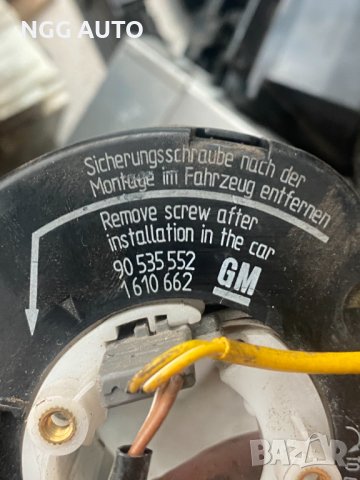 NGG AUTO
Sicherungsschraube nach der
Montage im Fahrzeug entfernen
Remove screw after
installation in the car
90 535 552
1 610 662
GM
BAZAR